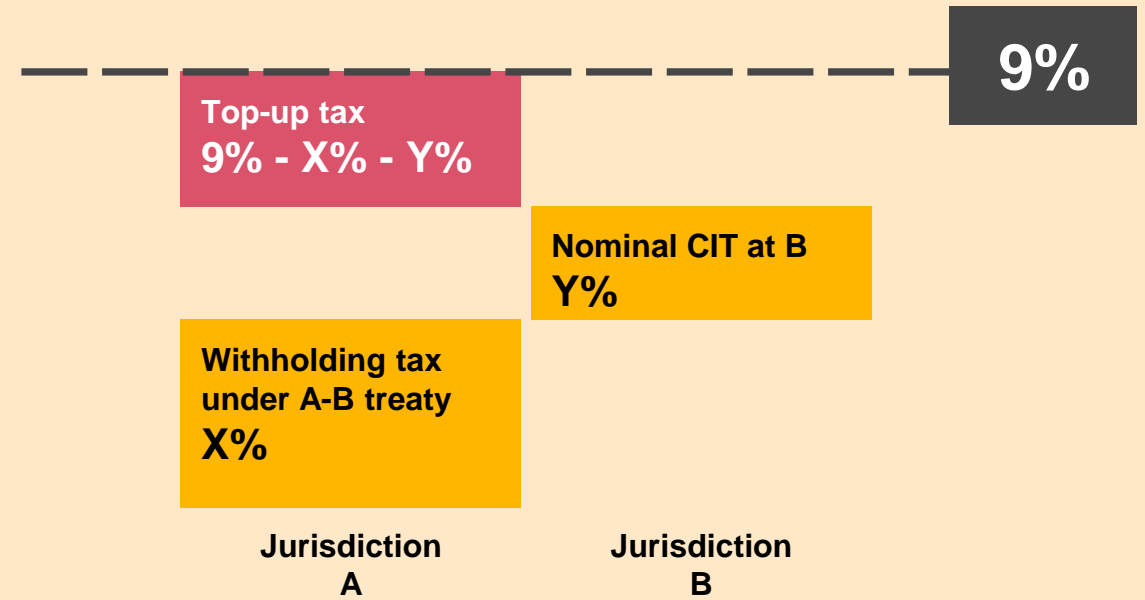 9%
Top-up tax
9% - X% - Y%
Nominal CIT at B
Y%
Withholding tax
under A-B treaty
X%
Jurisdiction
A
Jurisdiction
B